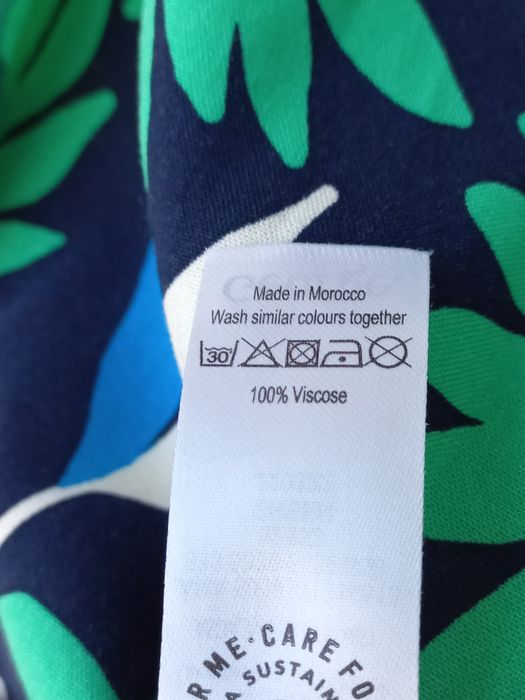 Made in Morocco
Wash similar colours together
30
100% Viscose
ME · CARE FO
A SUSTAIN